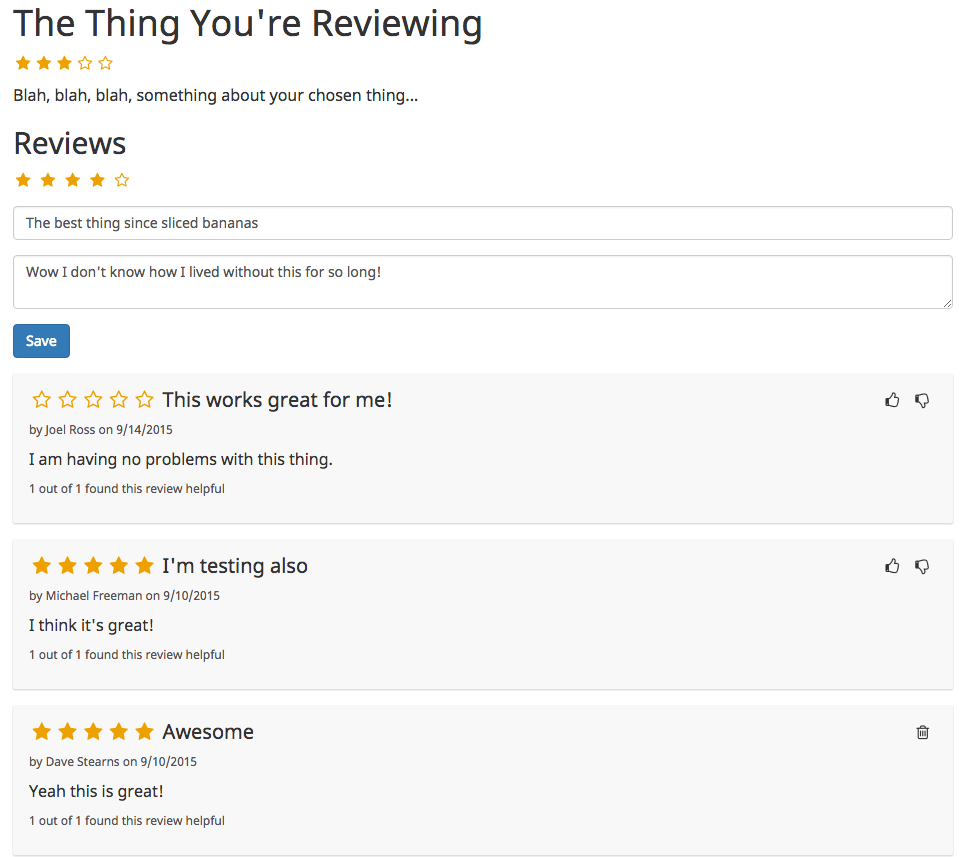 The Thing You're Reviewing
Blah, blah, blah, something about your chosen thing...
Reviews
The best thing since sliced bananas
Wow I don't know how I lived without this for so long!
Save
This works great for me!
by Joel Ross on 9/14/2015
I am having no problems with this thing.
1 out of 1 found this review helpful
I'm testing also
by Michael Freeman on 9/10/2015
I think it's great!
1 out of 1 found this review helpful
Awesome
by Dave Stearns on 9/10/2015
Yeah this is great!
1 out of 1 found this review helpful